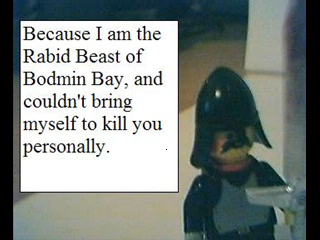 Because I am the
Rabid Beast of
Bodmin Bay, and
couldn't bring
myself to kill you
personally.